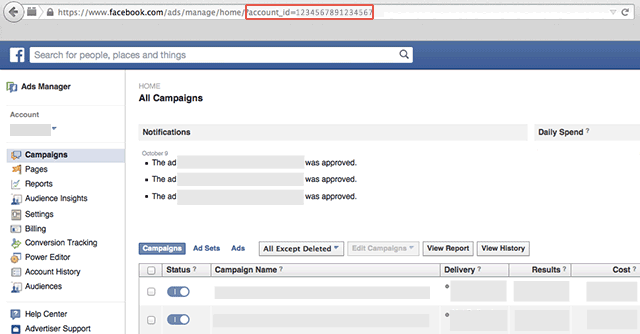 https://www.facebook.com/ads/manage/home/?account_id=1234567891234567
Search for people, places and things
Ads Manager
Account
Campaigns
Pages
Reports
Audience Insights
Settings
Billing
Conversion Tracking
Power Editor
Account History
Audiences
Help Center
Advertiser Support
HOME
All Campaigns
Notifications
Daily Spend ?
October 9
The ad was approved.
The ad was approved.
The ad was approved.
Campaigns Ad Sets Ads All Except Deleted Edit Campaigns View Report View History
Status ? Campaign Name ? Delivery ? Results ? Cost ?